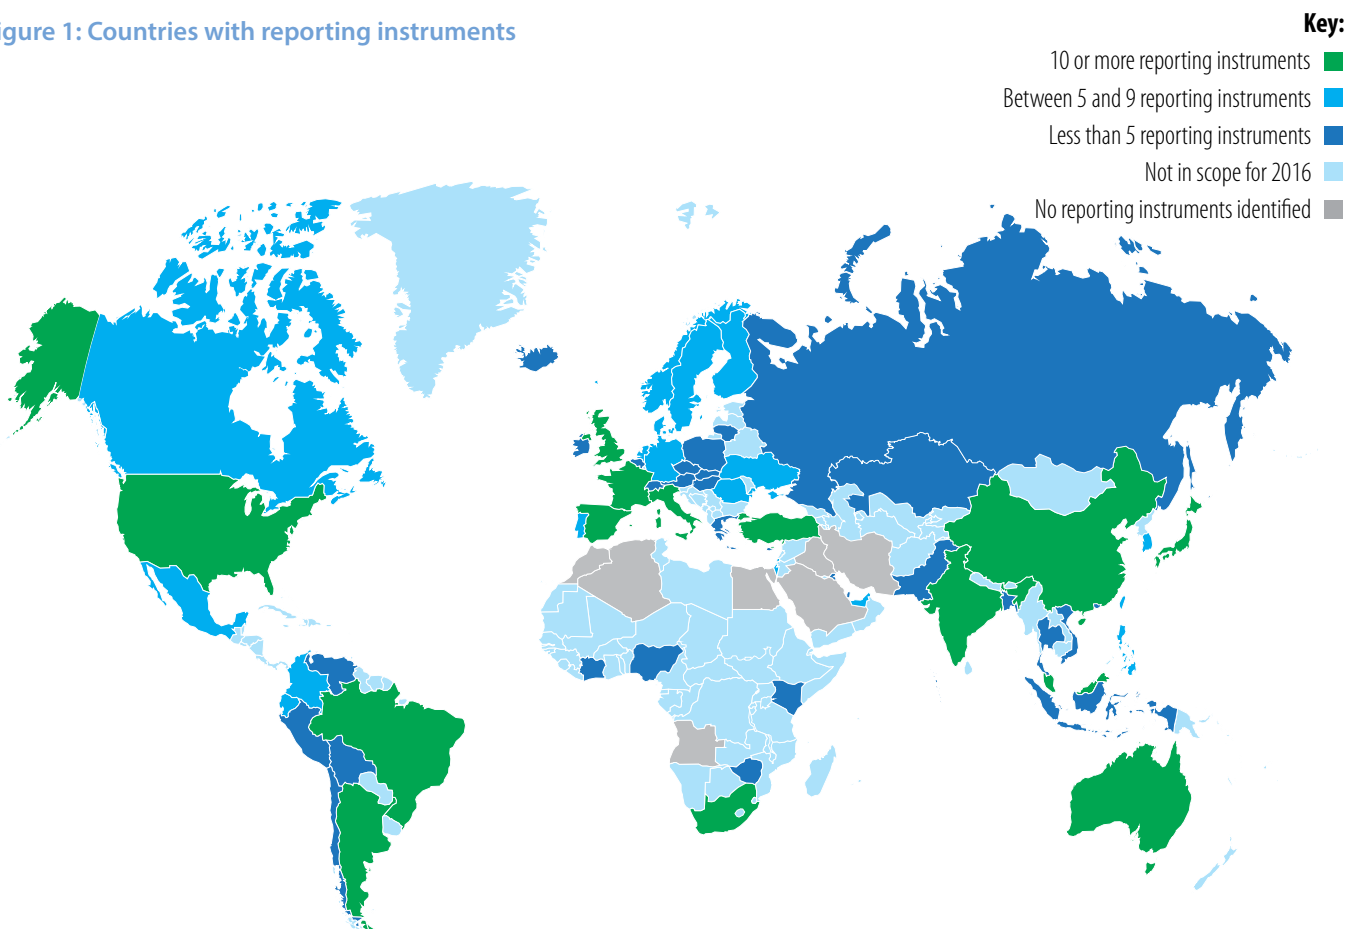 igure 1: Countries with reporting instruments
Key:
10 or more reporting instruments
Between 5 and 9 reporting instruments
Less than 5 reporting instruments
Not in scope for 2016
No reporting instruments identified